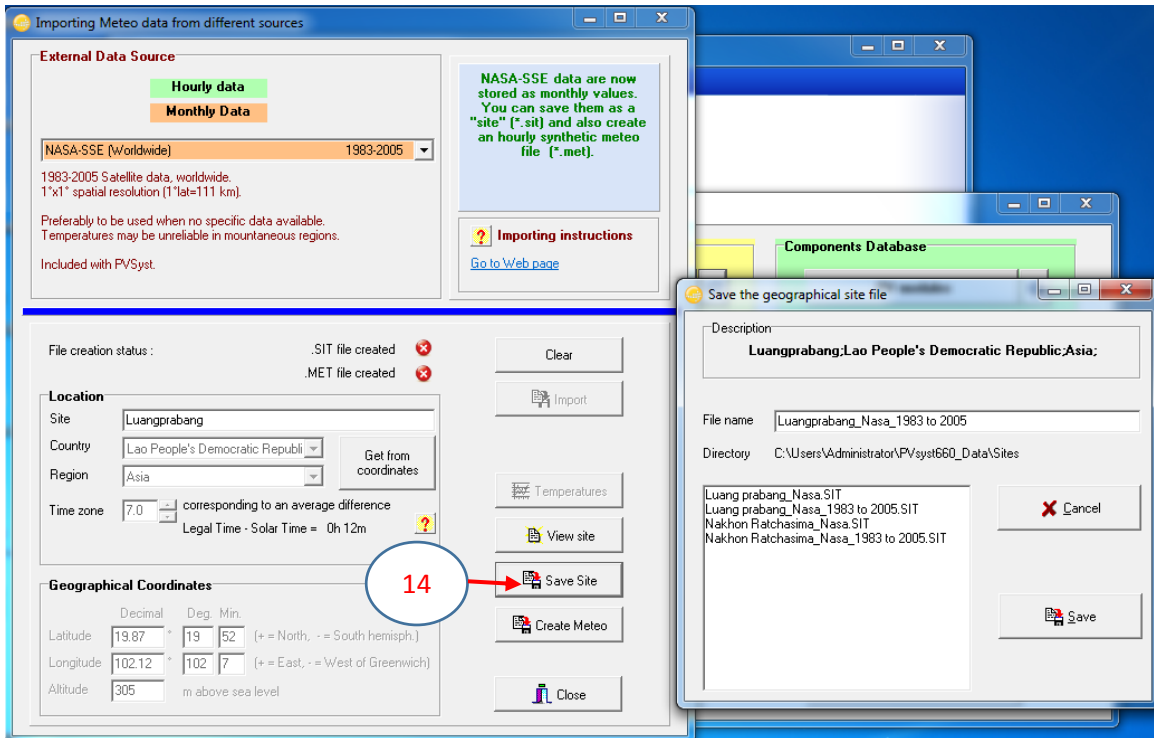 Importing Meteo data from different sources
External Data Source
Hourly data
Monthly Data
NASA-SSE (Worldwide) 1983-2005
1983-2005 Satellite data, worldwide.
1°x1° spatial resolution (1°lat=111 km).
Preferably to be used when no specific data available.
Temperatures may be unreliable in mountaneous regions.
Included with PVSyst.
NASA-SSE data are now
stored as monthly values.
You can save them as a
"site" (*.sit) and also create
an hourly synthetic meteo
file (*.met).
? Importing instructions
Go to Web page
File creation status :
.SIT file created
.MET file created
Location
Site Luangprabang
Country Lao People's Democratic Republi
Region Asia
Get from
coordinates
Time zone 7.0 corresponding to an average difference
Legal Time - Solar Time = 0h 12m ?
Geographical Coordinates
Decimal Deg. Min.
Latitude 19.87 ° 19 52 (+ = North, - = South hemisph.)
Longitude 102.12 ° 102 7 (+ = East, - = West of Greenwich)
Altitude 305 m above sea level
Clear
Import
Temperatures
View site
14
Save Site
Create Meteo
Close
Components Database
Save the geographical site file
Description
Luangprabang;Lao People's Democratic Republic;Asia;
File name Luangprabang_Nasa_1983 to 2005
Directory C:\Users\Administrator\PVsyst660_Data\Sites
Luang prabang_Nasa.SIT
Luang prabang_Nasa_1983 to 2005.SIT
Nakhon Ratchasima_Nasa.SIT
Nakhon Ratchasima_Nasa_1983 to 2005.SIT
Cancel
Save